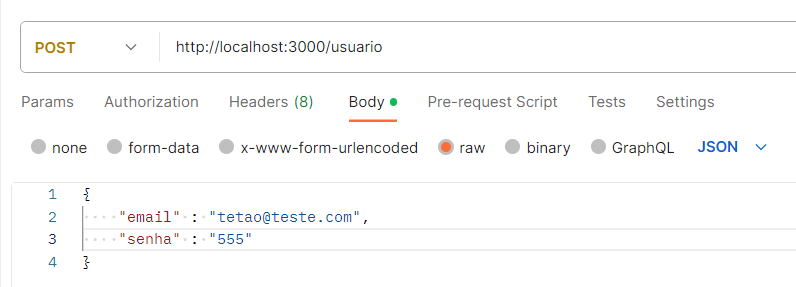 POST http://localhost:3000/usuario
Params Authorization Headers (8) Body Pre-request Script Tests Settings
none form-data x-www-form-urlencoded raw binary GraphQL JSON
1 {
2 "email" : "tetao@teste.com",
3 "senha" : "555"
4 }